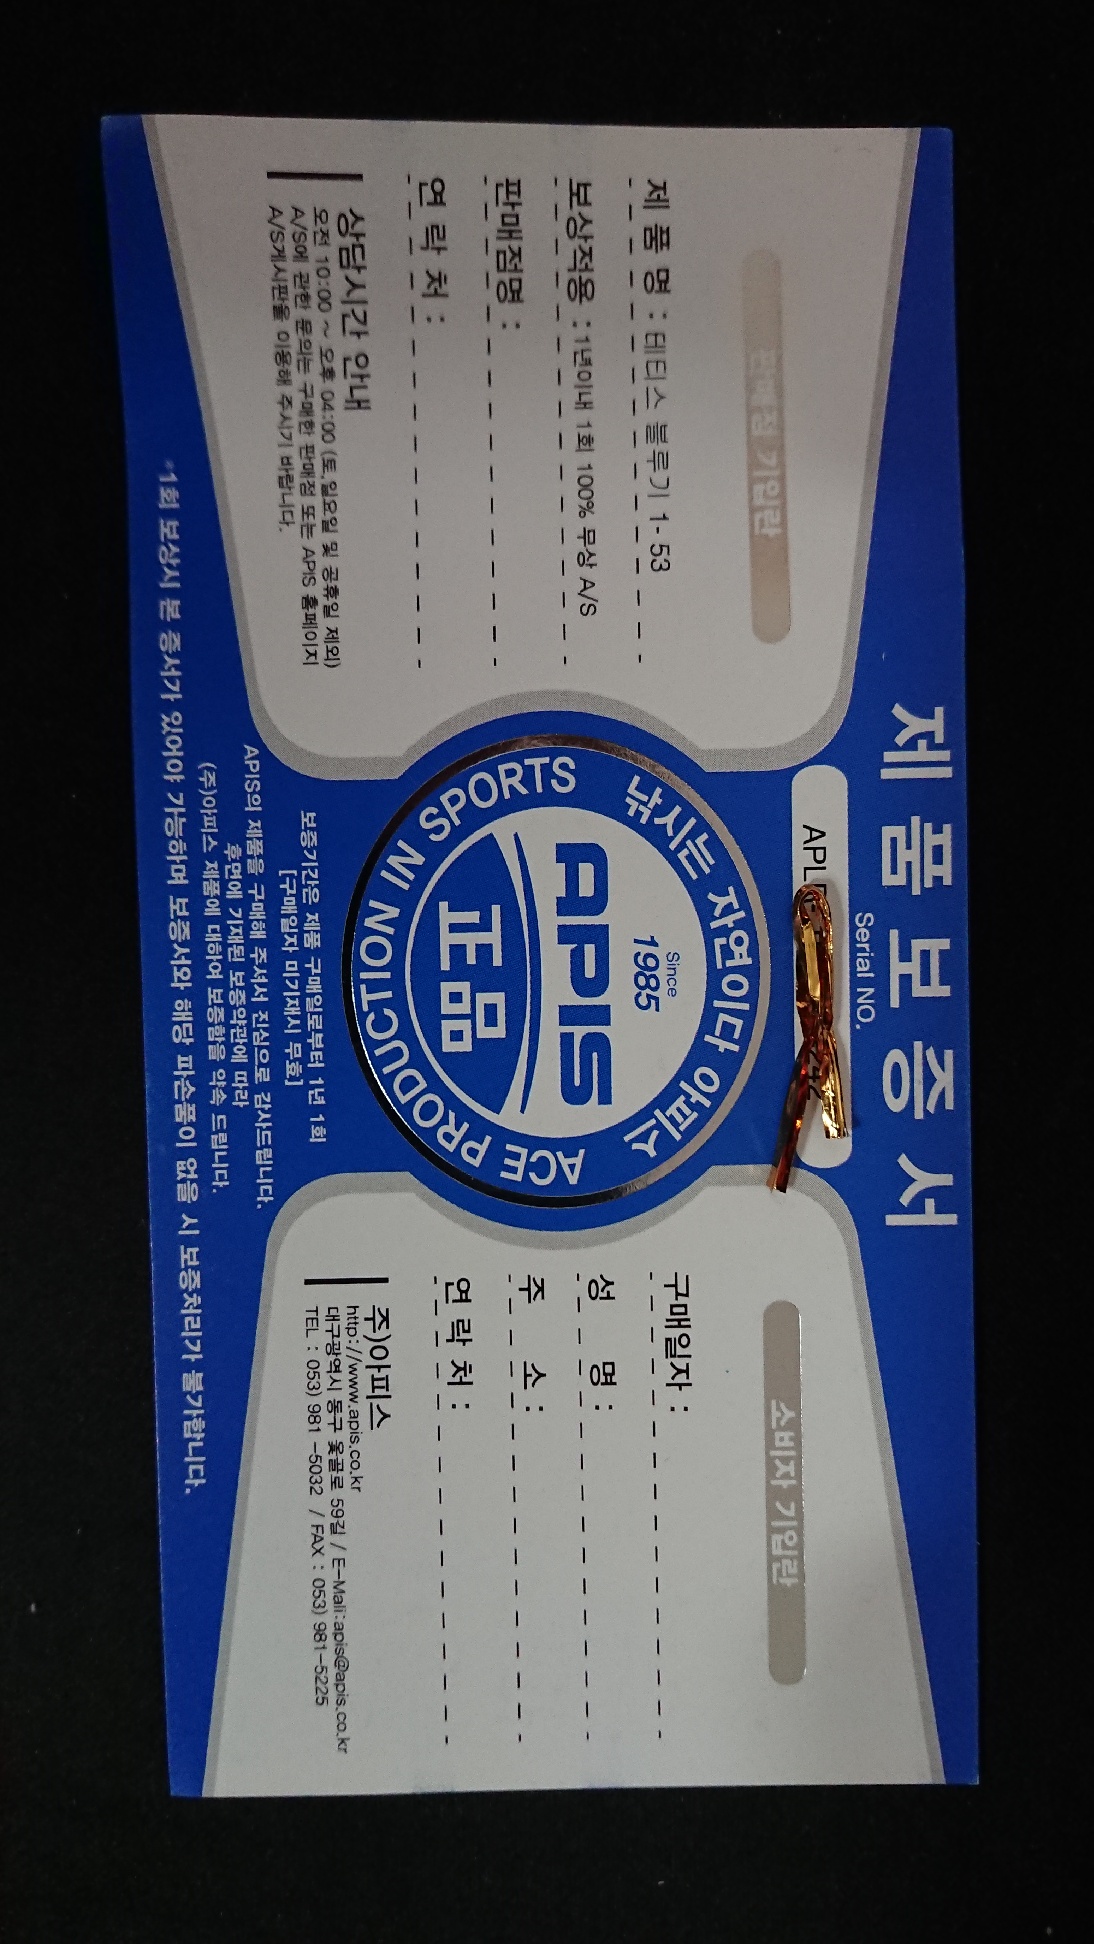 제품보증서
Serial NO.
판매점 기입란
제 품 명 : 테티스 볼루기 1- 53
보상적용 : 1년이내 1회 100% 무상 A/S
판매점명 :
연 락 처 :
상담시간 안내
오전 10:00 ~ 오후 04:00 (토,일요일 및 공휴일 제외)
A/S에 관한 문의는 구매한 판매점 또는 APIS 홈페이지
A/S게시판을 이용해 주시기 바랍니다.
낚시는 자연이다 아피스
Since
1985
APIS
正品
ACE PRODUCTION IN SPORTS
소비자 기입란
구매일자 :
성 명 :
주 소 :
연 락 처 :
주)아피스
http://www.apis.co.kr
대구광역시 동구 옻골로 59길 / E-Mali:apis@apis.co.kr
TEL : 053) 981 -5032 / FAX : 053) 981-5225
보증기간은 제품 구매일로부터 1년 1회
[구매일자 미기재시 무효]
APIS의 제품을 구매해 주셔서 진심으로 감사드립니다.
후면에 기재된 보증약관에 따라
(주)아피스 제품에 대하여 보증함을 약속 드립니다.
*1회 보상시 본 증서가 있어야 가능하며 보증서와 해당 파손품이 없을 시 보증처리가 불가합니다.